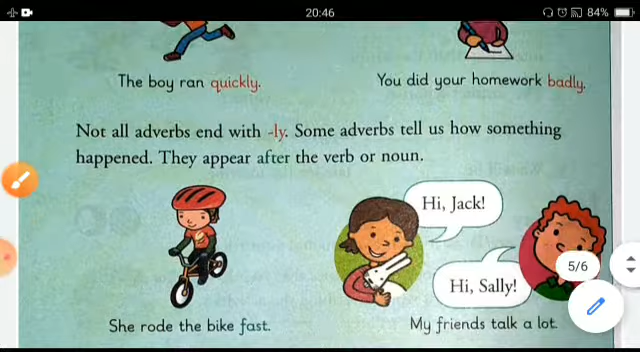 20:46
84%
The boy ran quickly.
You did your homework badly.
Not all adverbs end with -ly. Some adverbs tell us how something
happened. They appear after the verb or noun.
Hi, Jack!
Hi, Sally!
5/6
She rode the bike fast.
My friends talk a lot.